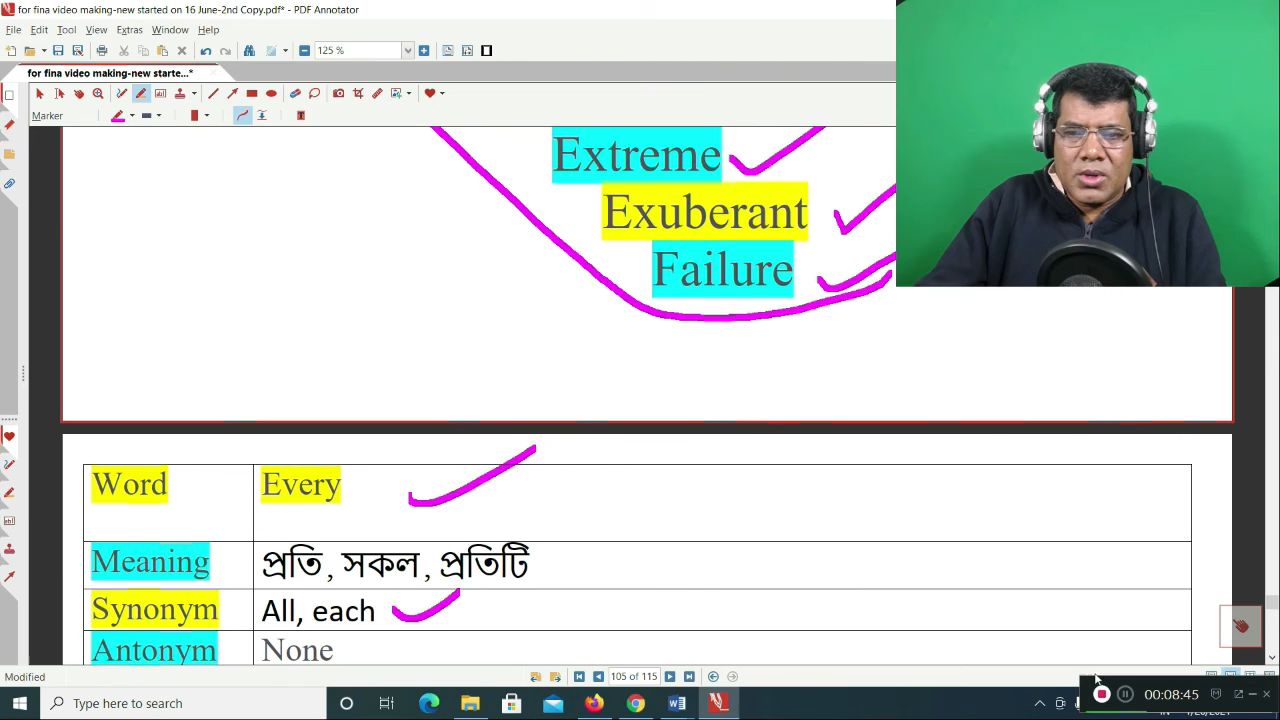 for fina video making-new started on 16 June-2nd Copy.pdf* - PDF Annotator
File Edit Tool View Extras Window Help
125 %
for fina video making-new starte...*
Marker
Extreme
Exuberant
Failure
Word Every
Meaning প্রতি, সকল, প্রতিটি
Synonym All, each
Antonym None
Modified
105 of 115
Type here to search
00:08:45